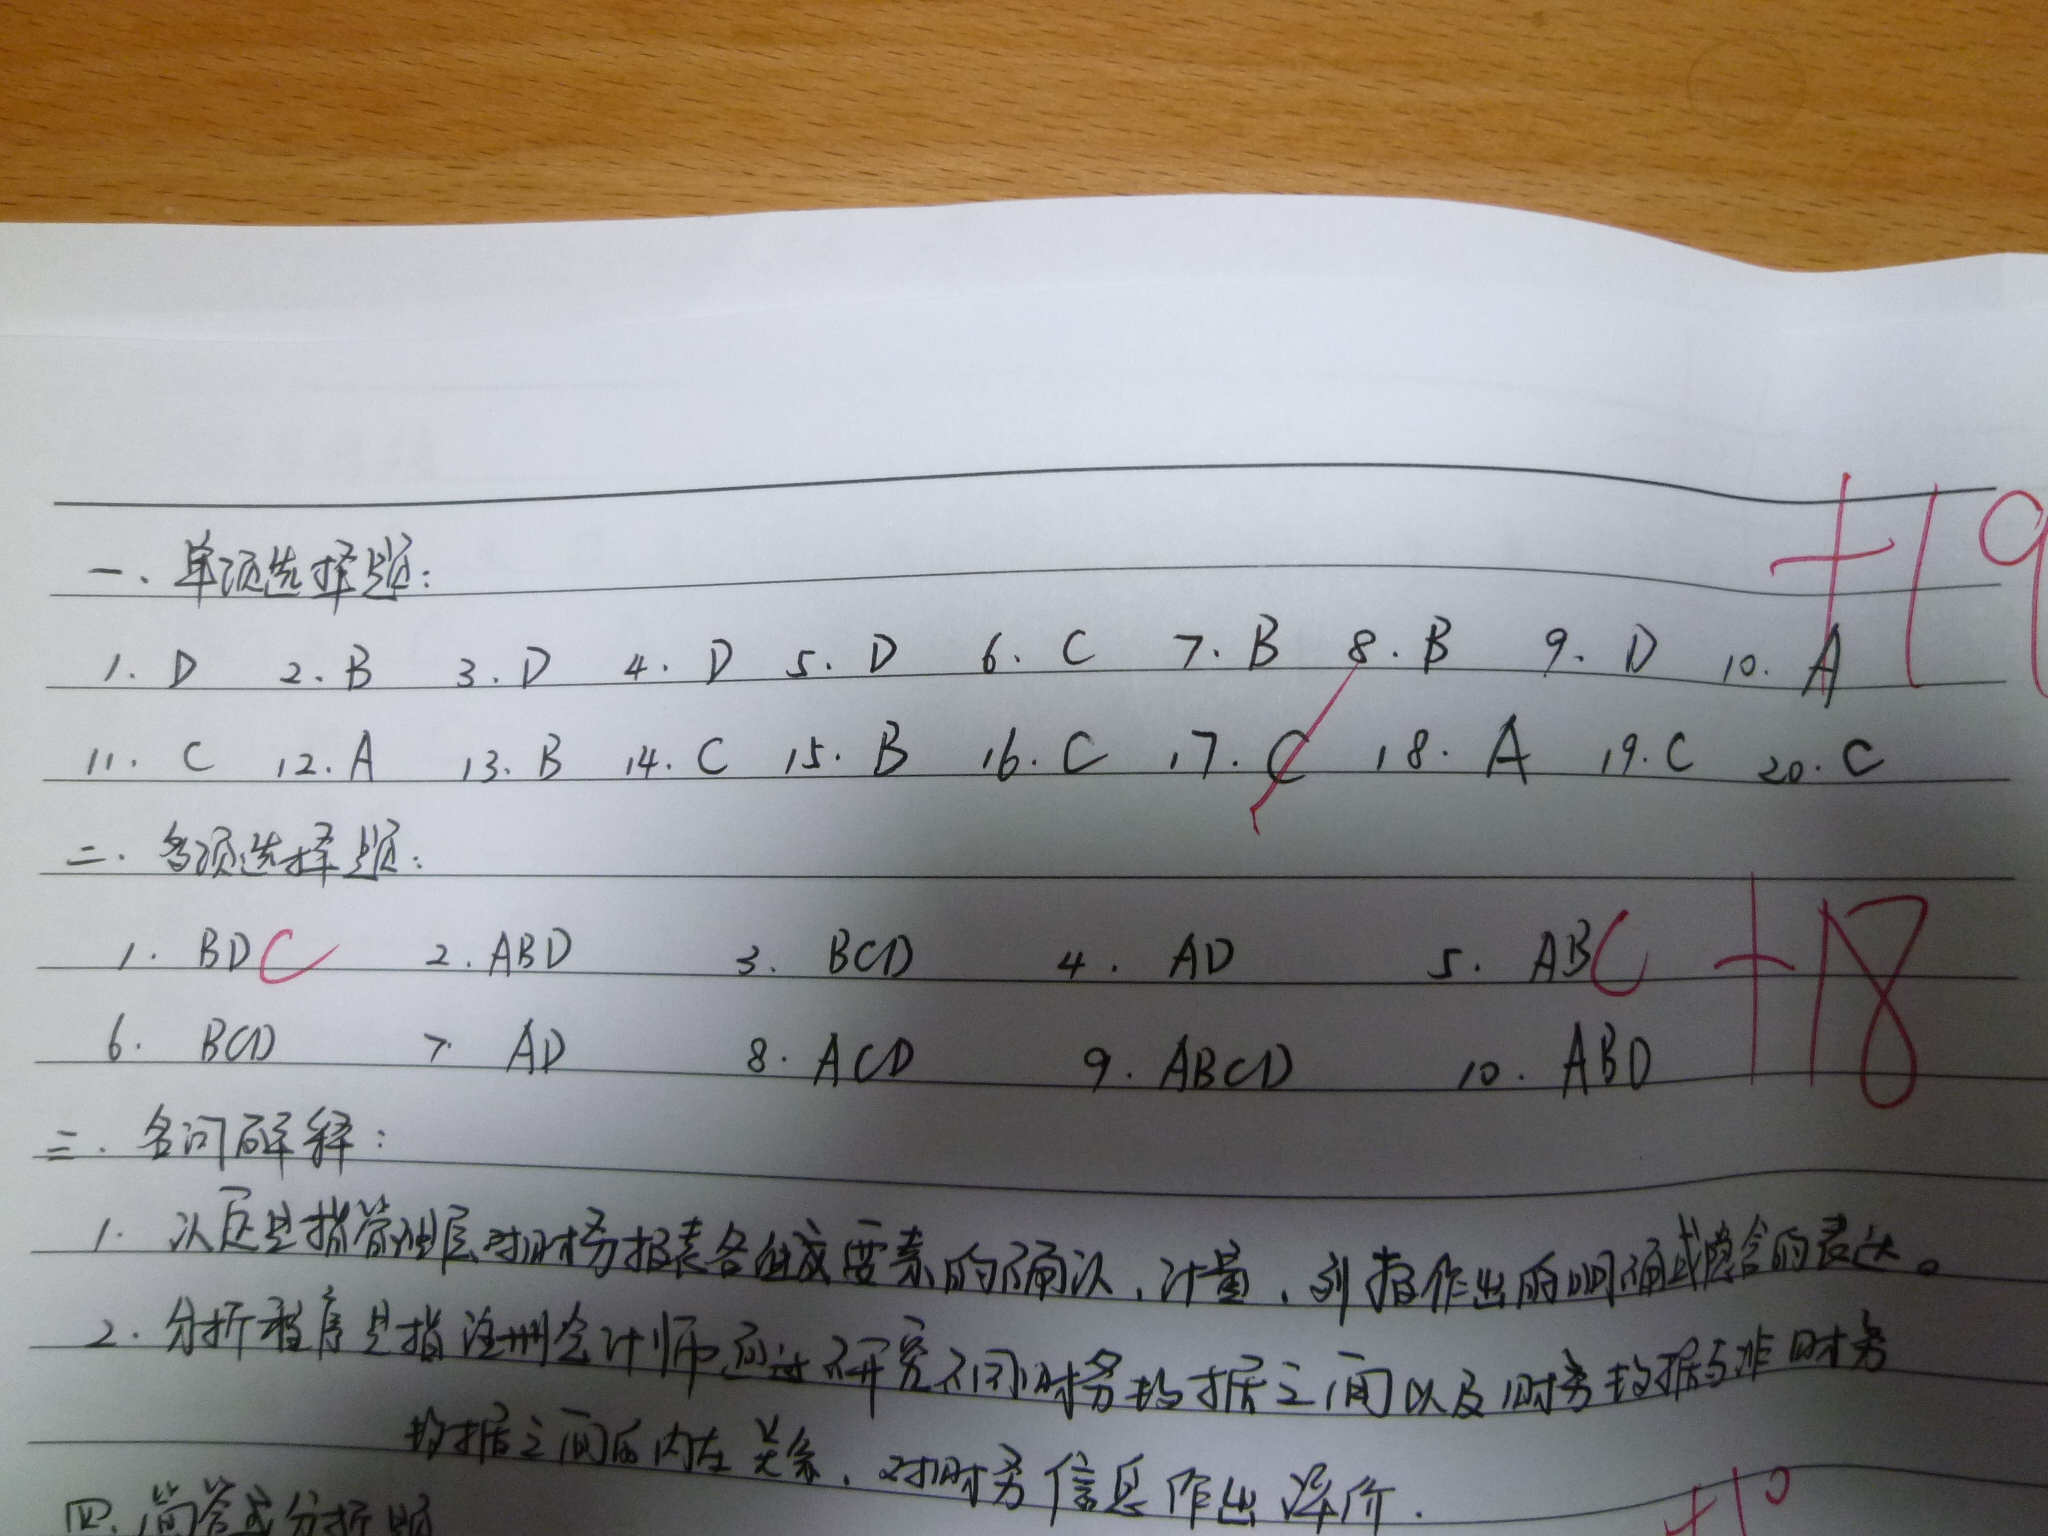 一、单项选择题：
+19
1. D 2. B 3. D 4. D 5. D 6. C 7. B 8. B 9. D 10. A
11. C 12. A 13. B 14. C 15. B 16. C 17. C 18. A 19. C 20. C
二、多项选择题：
1. BDC 2. ABD 3. BCD 4. AD 5. ABC +18
6. BCD 7. AD 8. ACD 9. ABCD 10. ABD
三、名词解释：
1. 认定是指管理层对财务报表各组成要素的确认、计量、列报作出的明确或隐含的表达。
2. 分析程序是指注册会计师通过研究不同财务数据之间以及财务数据与非财务
数据之间的内在关系，对财务信息作出评价.
四、简答或分析题